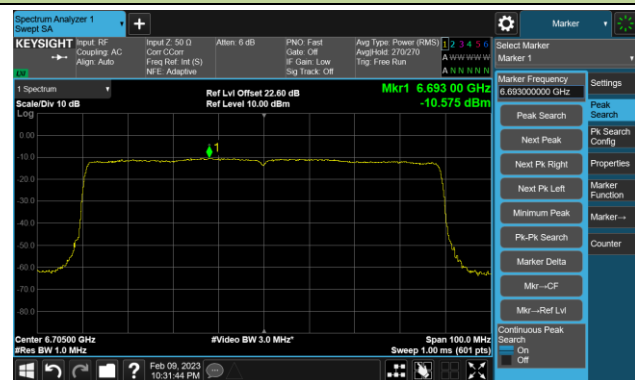 Spectrum Analyzer 1
Swept SA
+
Marker
KEYSIGHT
Input: RF
Coupling: AC
Align: Auto
Input Z: 50 Ω
Corr CCorr
Freq Ref: Int (S)
NFE: Adaptive
Atten: 6 dB
PNO: Fast
Gate: Off
IF Gain: Low
Sig Track: Off
Avg Type: Power (RMS)
Avg|Hold: 270/270
Trig: Free Run
1 2 3 4 5 6
A W W W W W
A N N N N N
LNI
Select Marker
Marker 1
1 Spectrum
Scale/Div 10 dB
Log
Ref Lvl Offset 22.60 dB
Ref Level 10.00 dBm
Mkr1 6.693 00 GHz
-10.575 dBm
0.00
-10.0
-20.0
-30.0
-40.0
-50.0
-60.0
-70.0
-80.0
1
Center 6.70500 GHz
#Res BW 1.0 MHz
#Video BW 3.0 MHz*
Span 100.0 MHz
Sweep 1.00 ms (601 pts)
Marker Frequency
6.693000000 GHz
Peak Search
Next Peak
Next Pk Right
Next Pk Left
Minimum Peak
Pk-Pk Search
Marker Delta
Mkr→CF
Mkr→Ref Lvl
Continuous Peak
Search
On
Off
Settings
Peak
Search
Pk Search
Config
Properties
Marker
Function
Marker→
Counter
?
Feb 09, 2023
10:31:44 PM